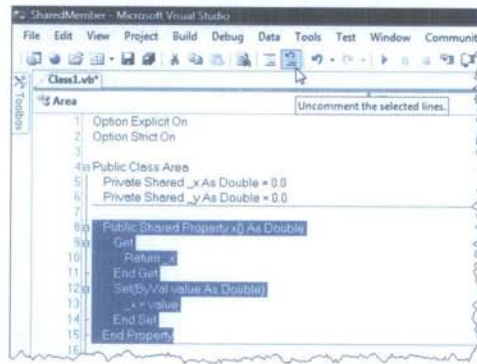 SharedMember - Microsoft Visual Studio
File Edit View Project Build Debug Data Tools Test Window Communit
Class1.vb*
Toolbox
Area
Uncomment the selected lines.
1 Option Explicit On
2 Option Strict On
3
4 Public Class Area
5 Private Shared _x As Double = 0.0
6 Private Shared _y As Double = 0.0
7
8 Public Shared Property x() As Double
9 Get
10 Return _x
11 End Get
12 Set(ByVal value As Double)
13 _x = value
14 End Set
15 End Property
16